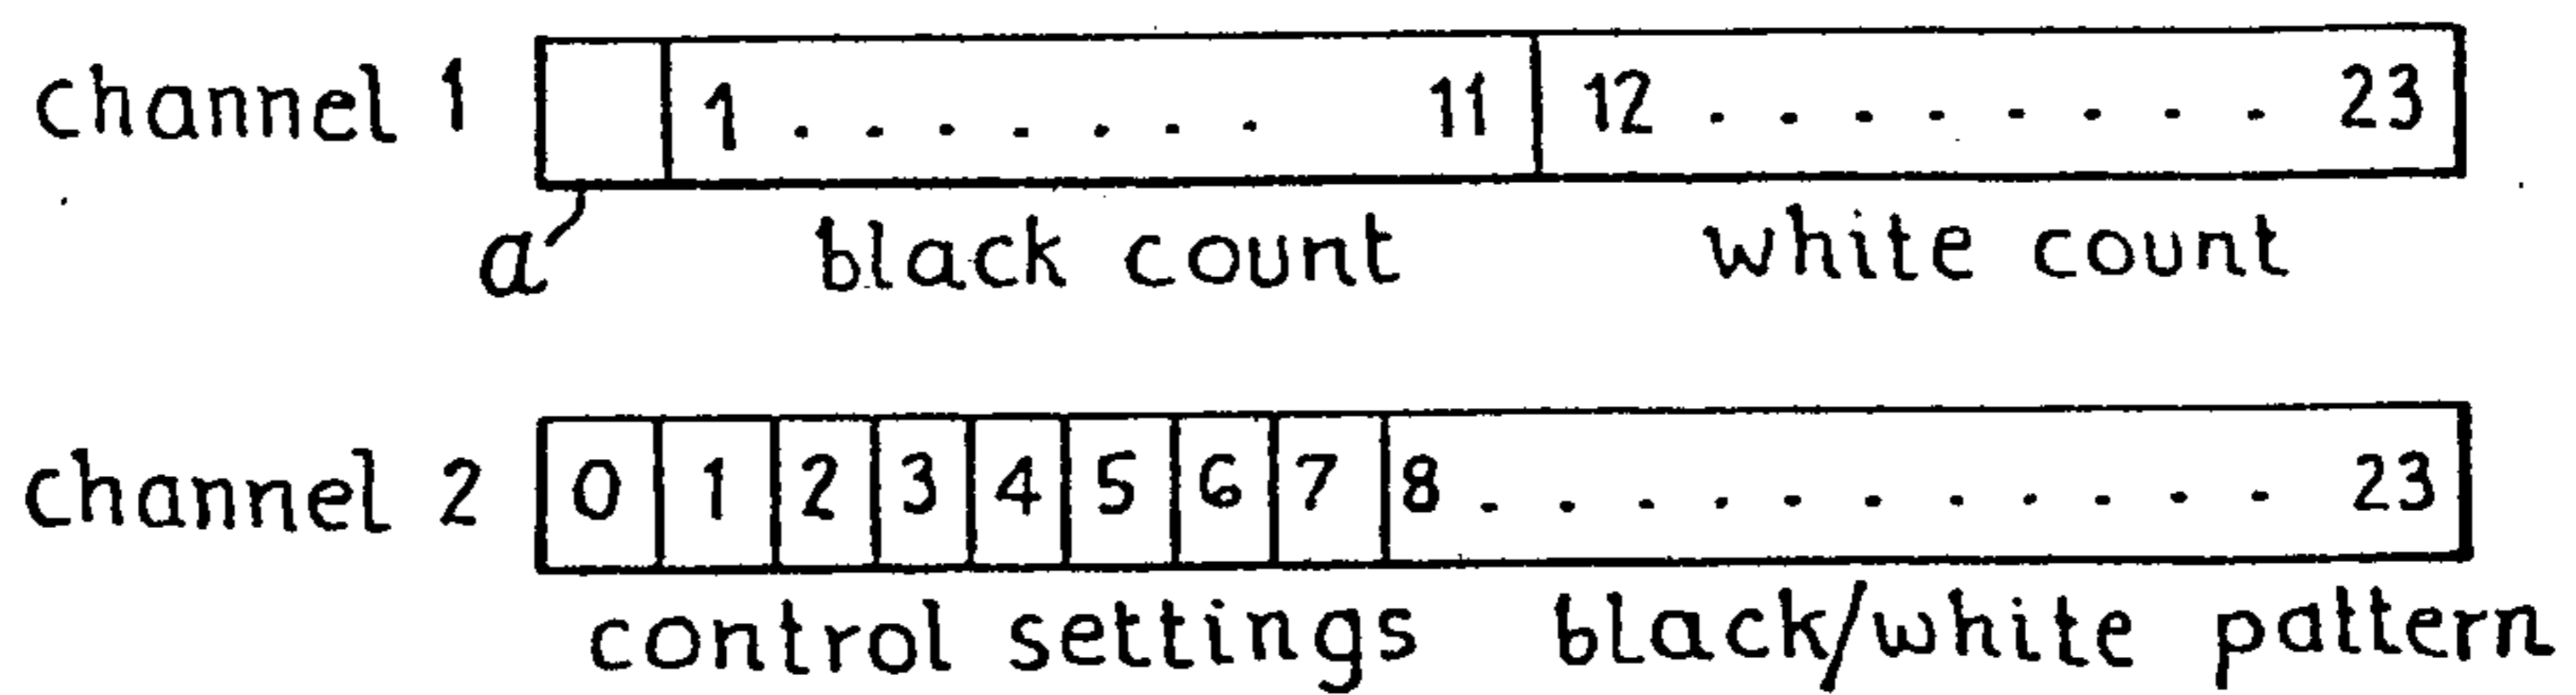 channel 1 1 . . . . . . . 11 12 . . . . . . . . 23
a black count white count
channel 2 0 1 2 3 4 5 6 7 8 . . . . . . . . . . . 23
control settings black/white pattern